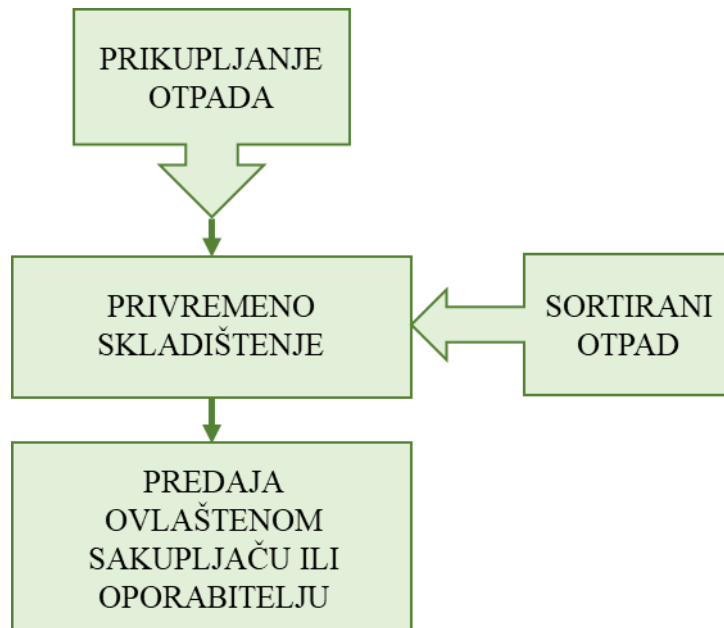 PRIKUPLJANJE
OTPADA
PRIVREMENO
SKLADIŠTENJE
SORTIRANI
OTPAD
PREDAJA
OVLAŠTENOM
SAKUPLJAČU ILI
OPORABITELJU